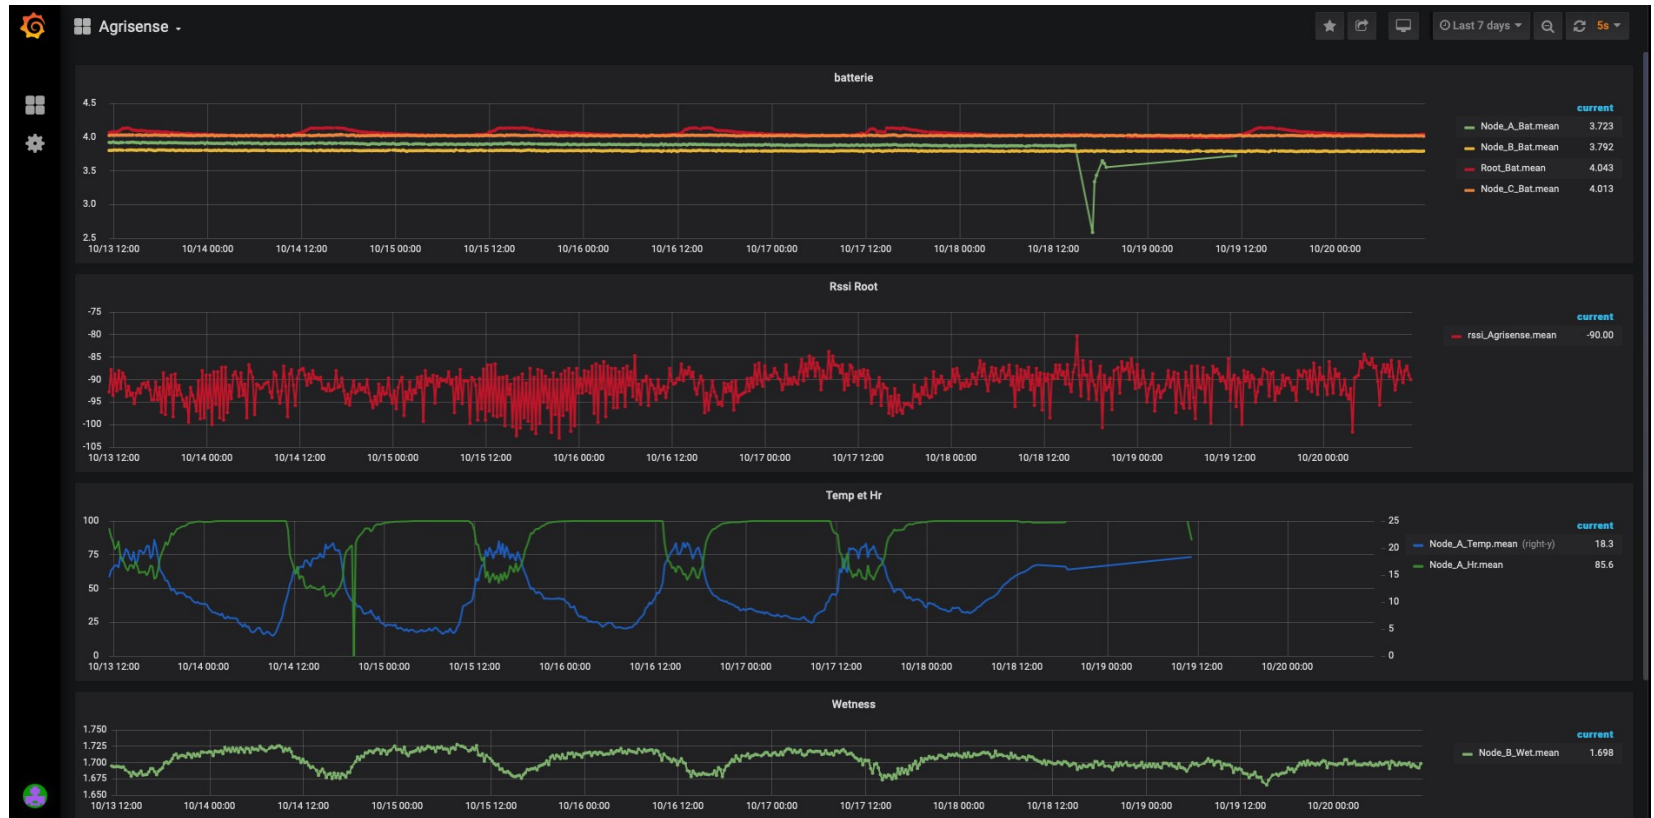 Agrisense
Last 7 days
5s
batterie
4.5
4.0
3.5
3.0
2.5
10/13 12:00 10/14 00:00 10/14 12:00 10/15 00:00 10/15 12:00 10/16 00:00 10/16 12:00 10/17 00:00 10/17 12:00 10/18 00:00 10/18 12:00 10/19 00:00 10/19 12:00 10/20 00:00
current
Node_A_Bat.mean 3.723
Node_B_Bat.mean 3.792
Root_Bat.mean 4.043
Node_C_Bat.mean 4.013
Rssi Root
-75
-80
-85
-90
-95
-100
-105
10/13 12:00 10/14 00:00 10/14 12:00 10/15 00:00 10/15 12:00 10/16 00:00 10/16 12:00 10/17 00:00 10/17 12:00 10/18 00:00 10/18 12:00 10/19 00:00 10/19 12:00 10/20 00:00
current
rssi_Agrisense.mean -90.00
Temp et Hr
100
75
50
25
0
25
20
15
10
5
0
10/13 12:00 10/14 00:00 10/14 12:00 10/15 00:00 10/15 12:00 10/16 00:00 10/16 12:00 10/17 00:00 10/17 12:00 10/18 00:00 10/18 12:00 10/19 00:00 10/19 12:00 10/20 00:00
current
Node_A_Temp.mean (right-y) 18.3
Node_A_Hr.mean 85.6
Wetness
1.750
1.725
1.700
1.675
1.650
10/13 12:00 10/14 00:00 10/14 12:00 10/15 00:00 10/15 12:00 10/16 00:00 10/16 12:00 10/17 00:00 10/17 12:00 10/18 00:00 10/18 12:00 10/19 00:00 10/19 12:00 10/20 00:00
current
Node_B_Wet.mean 1.698